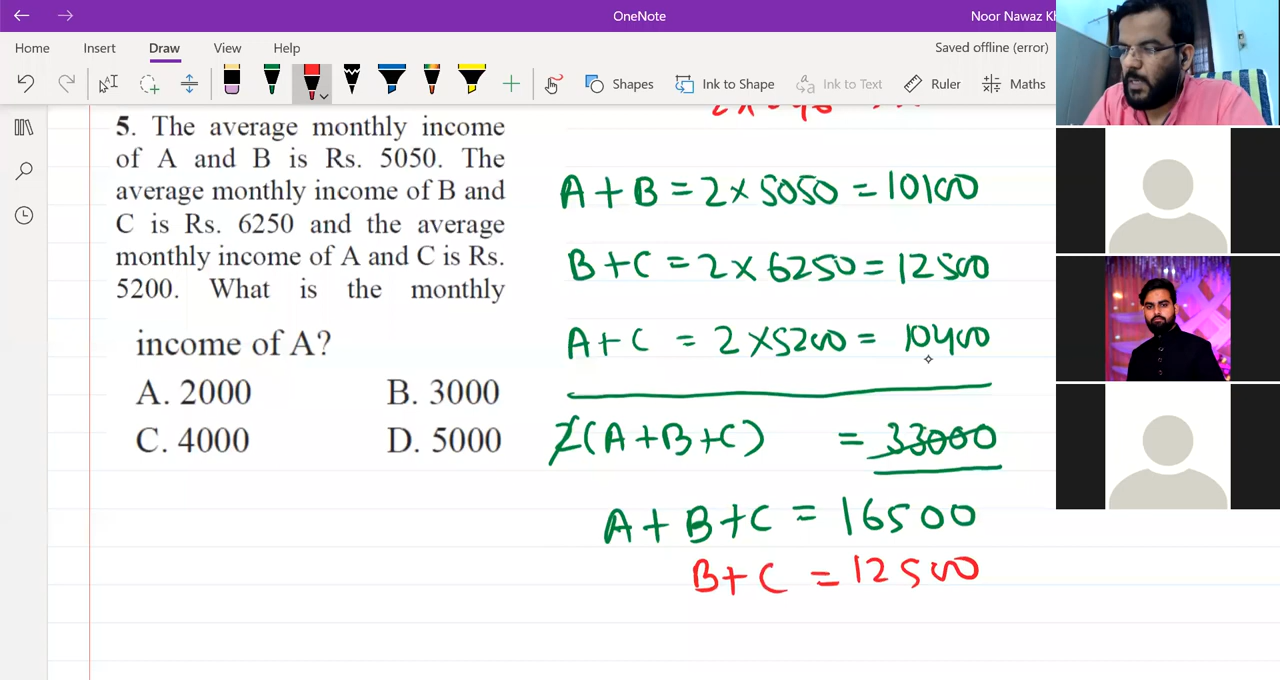 OneNote
Noor Nawaz Kh
Home Insert Draw View Help
Saved offline (error)
Shapes Ink to Shape Ink to Text Ruler Maths
5. The average monthly income
of A and B is Rs. 5050. The
average monthly income of B and
C is Rs. 6250 and the average
monthly income of A and C is Rs.
5200. What is the monthly
income of A?
A. 2000 B. 3000
C. 4000 D. 5000
A + B = 2 × 5050 = 10100
B + C = 2 × 6250 = 12500
A + C = 2 × 5200 = 10400
2(A + B + C) = 33000
A + B + C = 16500
B + C = 12500